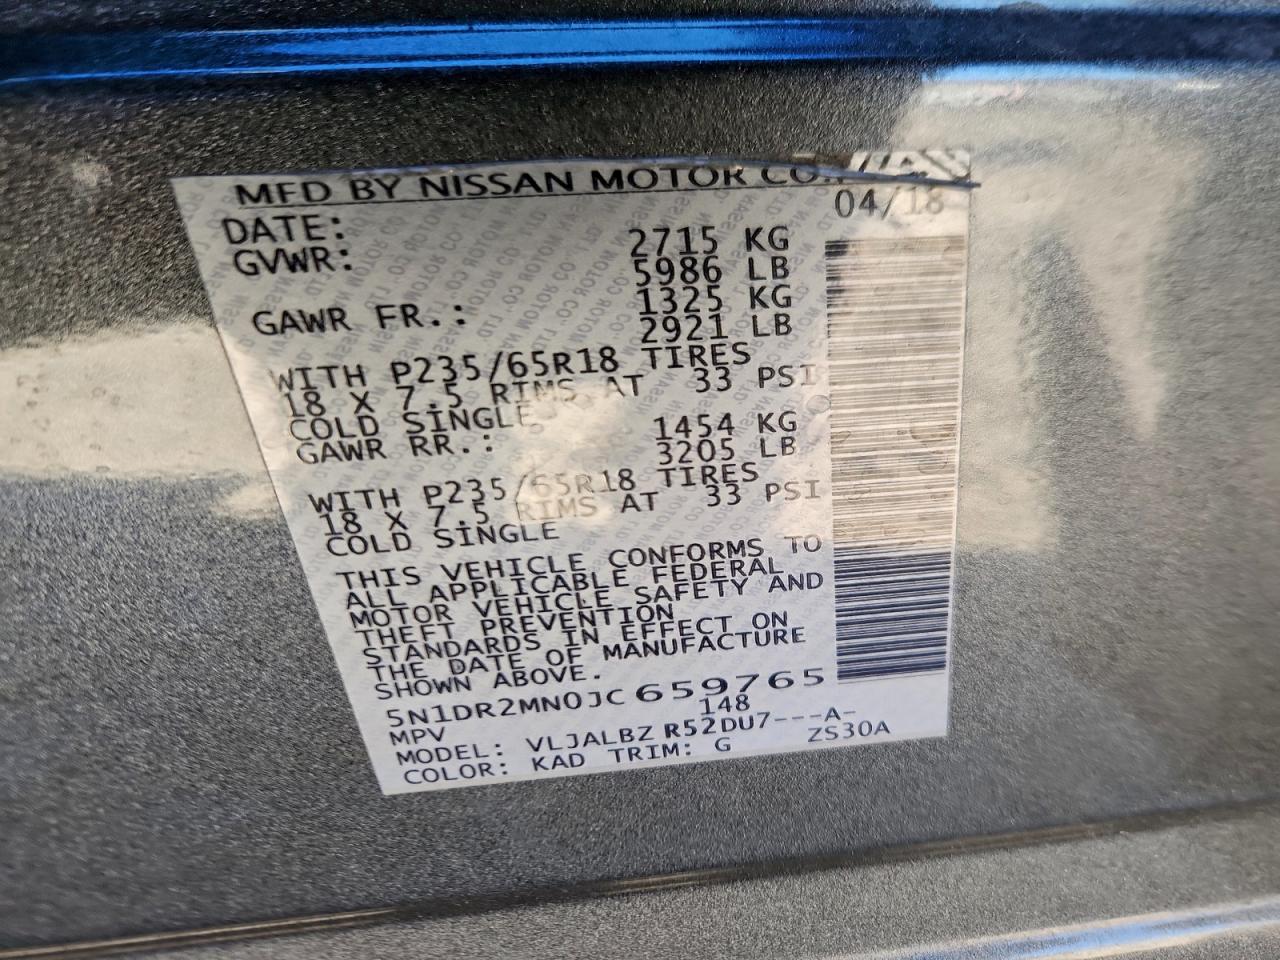 MFD BY NISSAN MOTOR CO.
DATE: 04/18
GVWR: 2715 KG
5986 LB
GAWR FR.: 1325 KG
2921 LB
WITH P235/65R18 TIRES
18 X 7.5 RIMS AT 33 PSI
COLD SINGLE
GAWR RR.: 1454 KG
3205 LB
WITH P235/65R18 TIRES
18 X 7.5 RIMS AT 33 PSI
COLD SINGLE
THIS VEHICLE CONFORMS TO
ALL APPLICABLE FEDERAL
MOTOR VEHICLE SAFETY AND
THEFT PREVENTION
STANDARDS IN EFFECT ON
THE DATE OF MANUFACTURE
SHOWN ABOVE.
5N1DR2MN0JC659765
MPV 148
MODEL: VLJALBZ R52DU7---A-
COLOR: KAD TRIM: G ZS30A